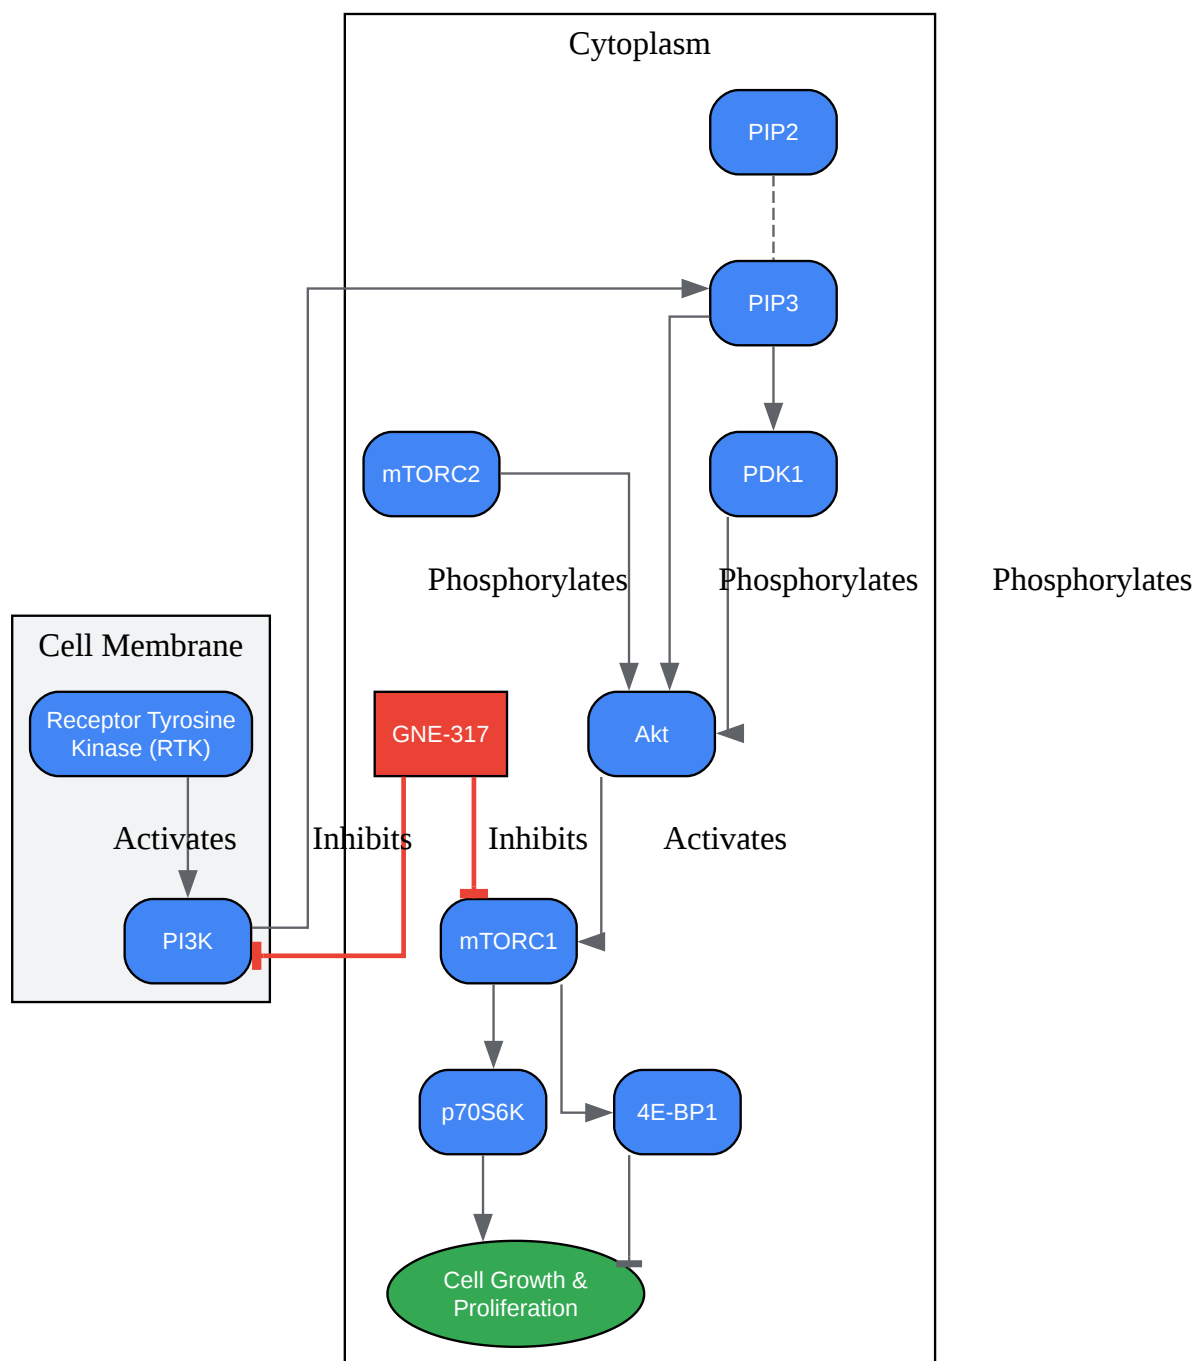 Cytoplasm
PIP2
PIP3
mTORC2
PDK1
Phosphorylates
Phosphorylates
Phosphorylates
Cell Membrane
Receptor Tyrosine
Kinase (RTK)
GNE-317
Akt
Activates
Inhibits
Inhibits
Activates
PI3K
mTORC1
p70S6K
4E-BP1
Cell Growth &
Proliferation